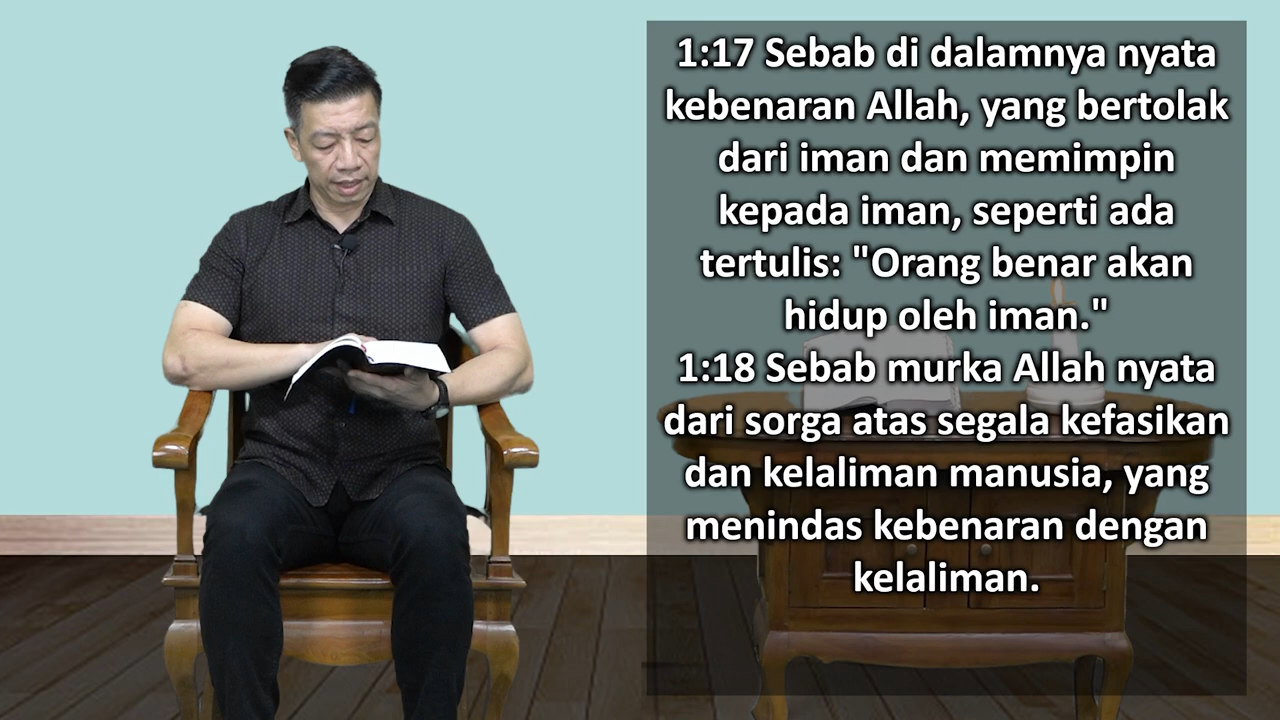 1:17 Sebab di dalamnya nyata
kebenaran Allah, yang bertolak
dari iman dan memimpin
kepada iman, seperti ada
tertulis: "Orang benar akan
hidup oleh iman."
1:18 Sebab murka Allah nyata
dari sorga atas segala kefasikan
dan kelaliman manusia, yang
menindas kebenaran dengan
kelaliman.